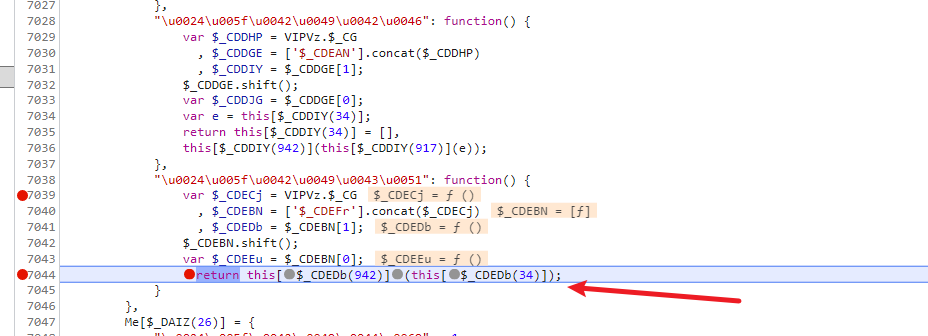 7027 },
7028 "\u0024\u005f\u0042\u0049\u0042\u0046": function() {
7029 var $_CDDHP = VIPVz.$_CG
7030 , $_CDDGE = ['$_CDEAN'].concat($_CDDHP)
7031 , $_CDDIY = $_CDDGE[1];
7032 $_CDDGE.shift();
7033 var $_CDDJG = $_CDDGE[0];
7034 var e = this[$_CDDIY(34)];
7035 return this[$_CDDIY(34)] = [],
7036 this[$_CDDIY(942)](this[$_CDDIY(917)](e));
7037 },
7038 "\u0024\u005f\u0042\u0049\u0043\u0051": function() {
7039 var $_CDECj = VIPVz.$_CG $_CDECj = ƒ ()
7040 , $_CDEBN = ['$_CDEFr'].concat($_CDECj) $_CDEBN = [ƒ]
7041 , $_CDEDb = $_CDEBN[1]; $_CDEDb = ƒ ()
7042 $_CDEBN.shift();
7043 var $_CDEEu = $_CDEBN[0]; $_CDEEu = ƒ ()
7044 return this[$_CDEDb(942)](this[$_CDEDb(34)]);
7045 }
7046 },
7047 Me[$_DAIZ(26)] = {